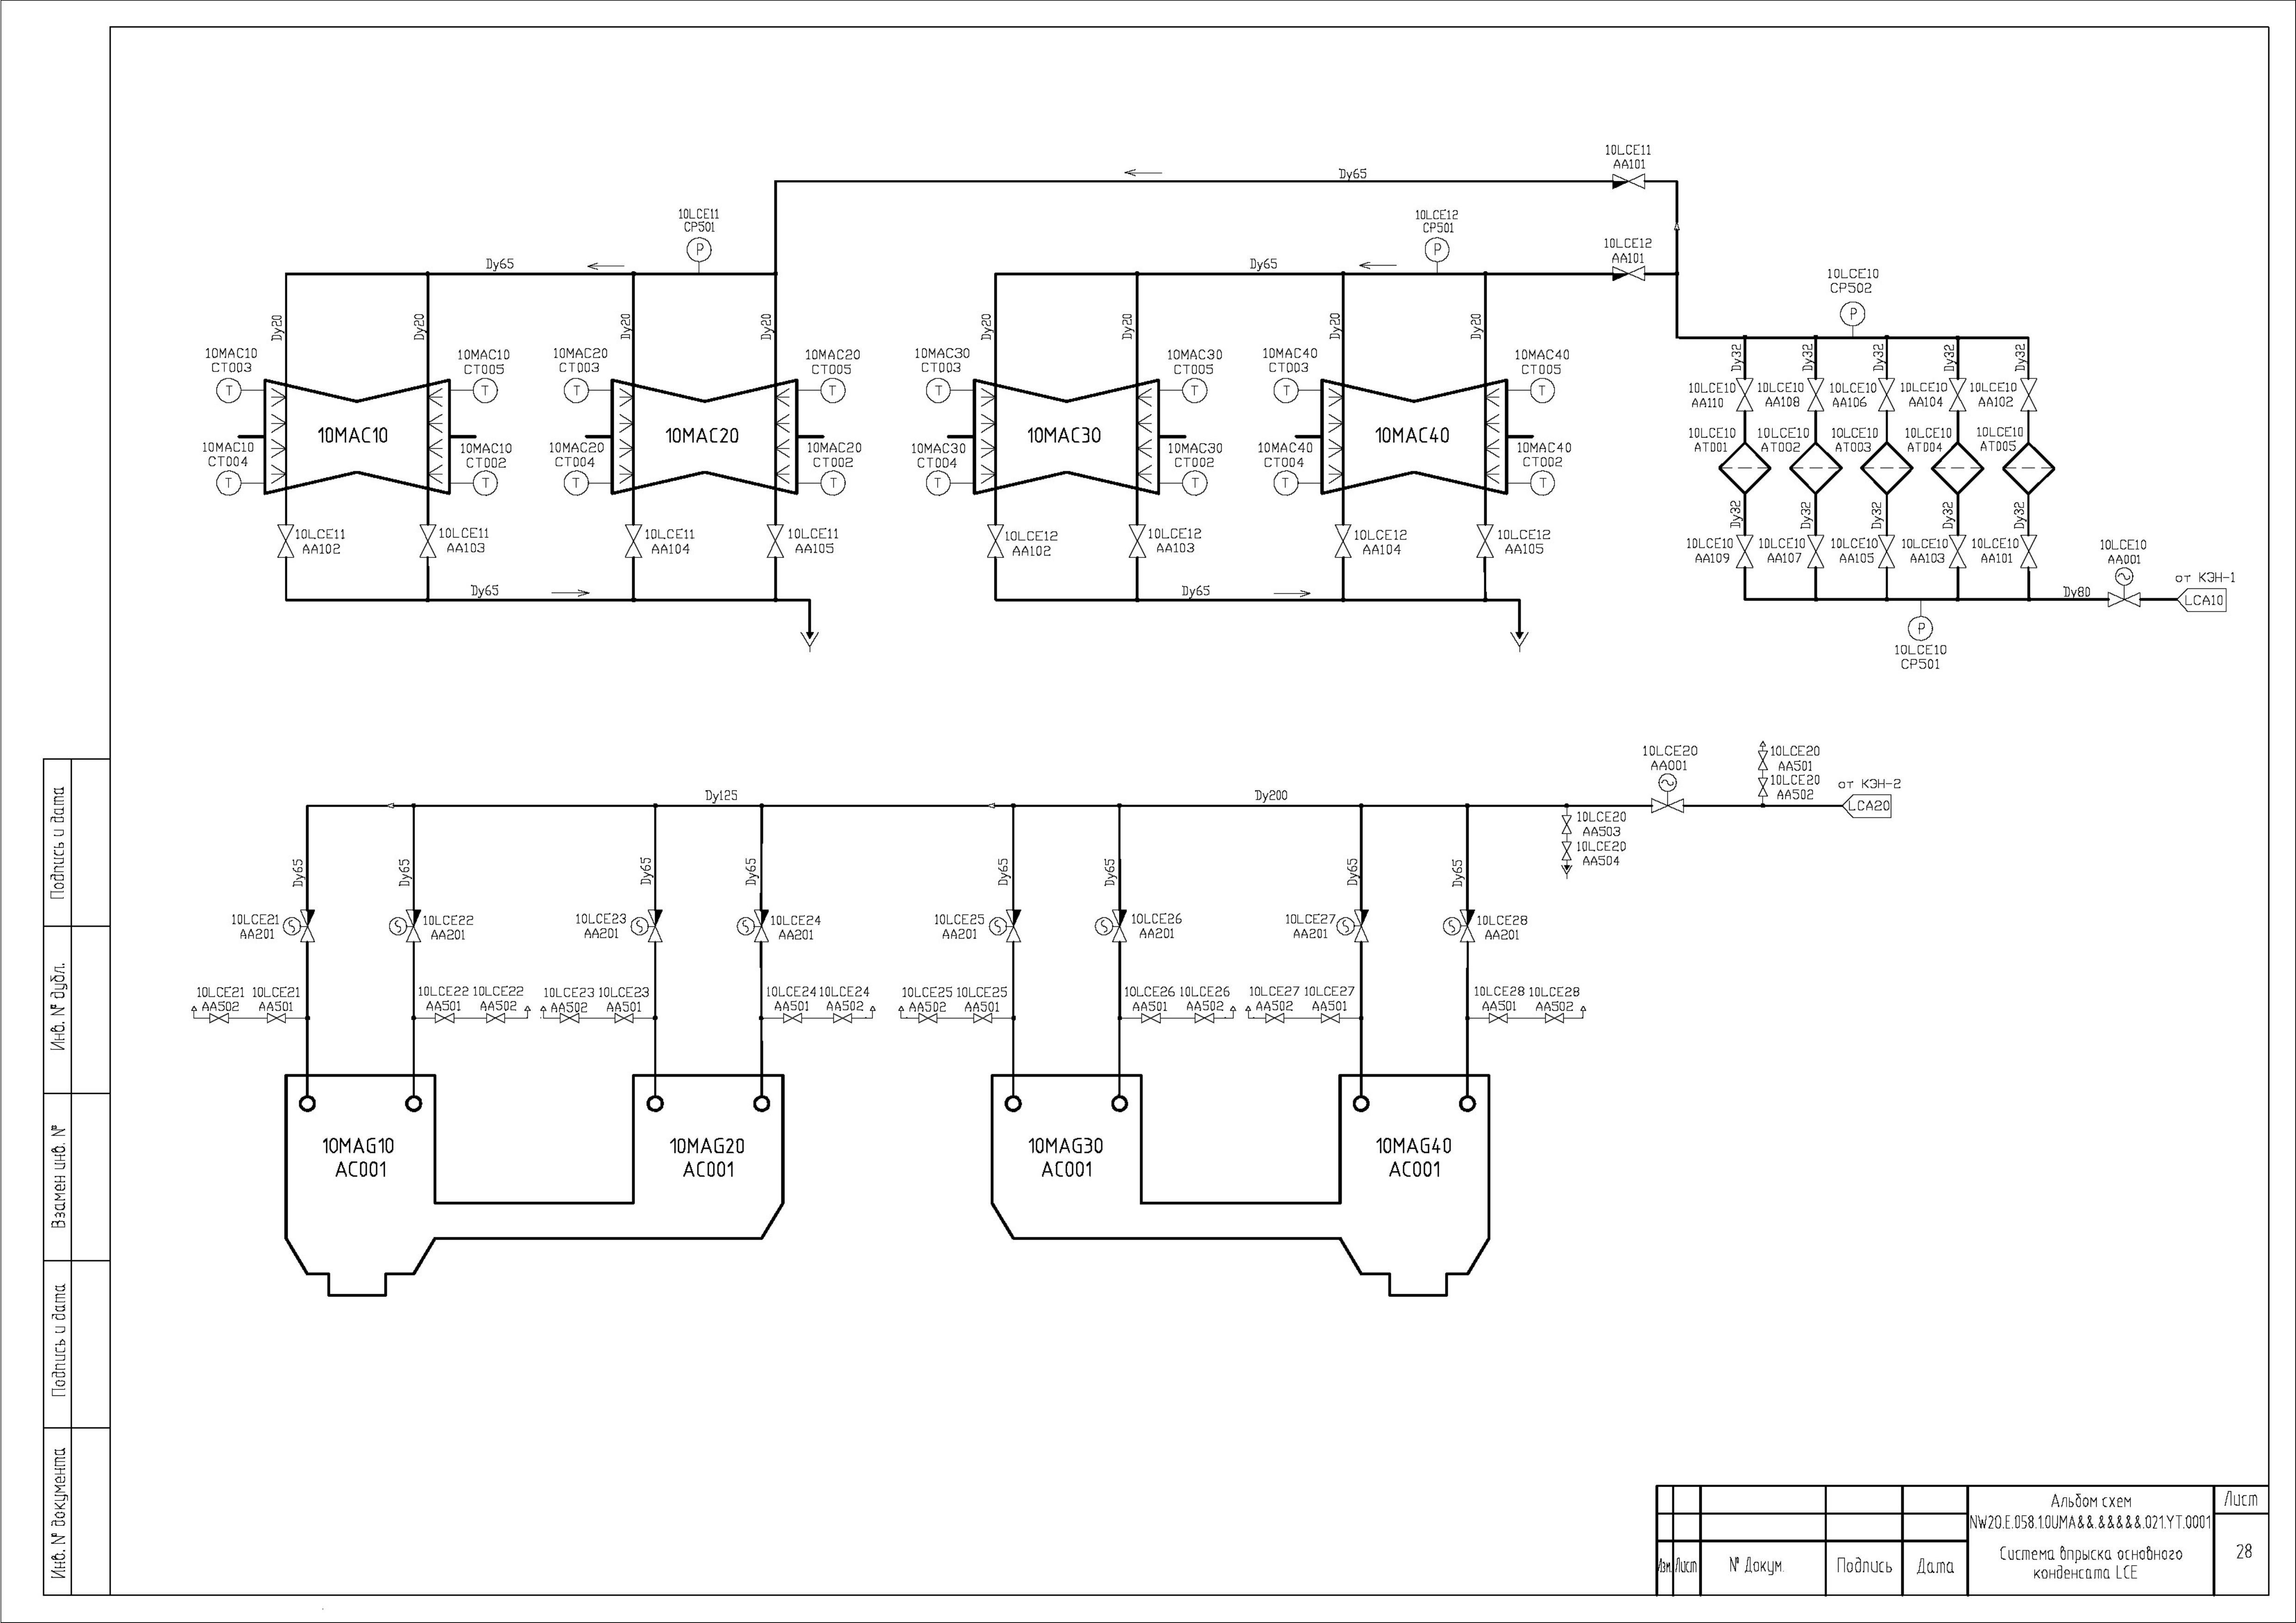 10LCE11
AA101
Dy65
10LCE11
CP501
10LCE12
CP501
10LCE12
AA101
Dy65
Dy65
10LCE10
CP502
Dy20
Dy20
Dy20
Dy20
Dy20
Dy20
Dy20
Dy20
Dy32
Dy32
Dy32
Dy32
Dy32
10MAC10
CT003
10MAC10
CT005
10MAC20
CT003
10MAC20
CT005
10MAC30
CT003
10MAC30
CT005
10MAC40
CT003
10MAC40
CT005
P
P
P
T
T
T
T
T
T
T
T
10LCE10
AA110
10LCE10
AA108
10LCE10
AA106
10LCE10
AA104
10LCE10
AA102
10MAC10
10MAC20
10MAC30
10MAC40
10LCE10
AT001
10LCE10
AT002
10LCE10
AT003
10LCE10
AT004
10LCE10
AT005
10MAC10
CT004
10MAC10
CT002
10MAC20
CT004
10MAC20
CT002
10MAC30
CT004
10MAC30
CT002
10MAC40
CT004
10MAC40
CT002
T
T
T
T
T
T
T
T
Dy32
Dy32
Dy32
Dy32
Dy32
10LCE11
AA102
10LCE11
AA103
10LCE11
AA104
10LCE11
AA105
10LCE12
AA102
10LCE12
AA103
10LCE12
AA104
10LCE12
AA105
10LCE10
AA109
10LCE10
AA107
10LCE10
AA105
10LCE10
AA103
10LCE10
AA101
10LCE10
AA001
от КЭН-1
LCA10
Dy65
Dy65
Dy80
P
10LCE10
CP501
10LCE20
AA001
10LCE20
AA501
10LCE20
AA502
от КЭН-2
LCA20
Dy125
Dy200
10LCE20
AA503
10LCE20
AA504
Dy65
Dy65
Dy65
Dy65
Dy65
Dy65
Dy65
Dy65
10LCE21
AA201
S
10LCE22
AA201
S
10LCE23
AA201
S
10LCE24
AA201
S
10LCE25
AA201
S
10LCE26
AA201
S
10LCE27
AA201
S
10LCE28
AA201
S
10LCE21 10LCE21
AA502 AA501
10LCE22 10LCE22
AA501 AA502
10LCE23 10LCE23
AA502 AA501
10LCE24 10LCE24
AA501 AA502
10LCE25 10LCE25
AA502 AA501
10LCE26 10LCE26
AA501 AA502
10LCE27 10LCE27
AA502 AA501
10LCE28 10LCE28
AA501 AA502
10MAG10
AC001
10MAG20
AC001
10MAG30
AC001
10MAG40
AC001
Подпись и дата
Инв. № дубл.
Взамен инв. №
Подпись и дата
Инв. № документа
Альбом схем
NW20.E.058.1.0UMA&&.&&&&&.021.YT.0001
Лист
Система впрыска основного
конденсата LCE
28
Изм.
Лист
№ Докум.
Подпись
Дата